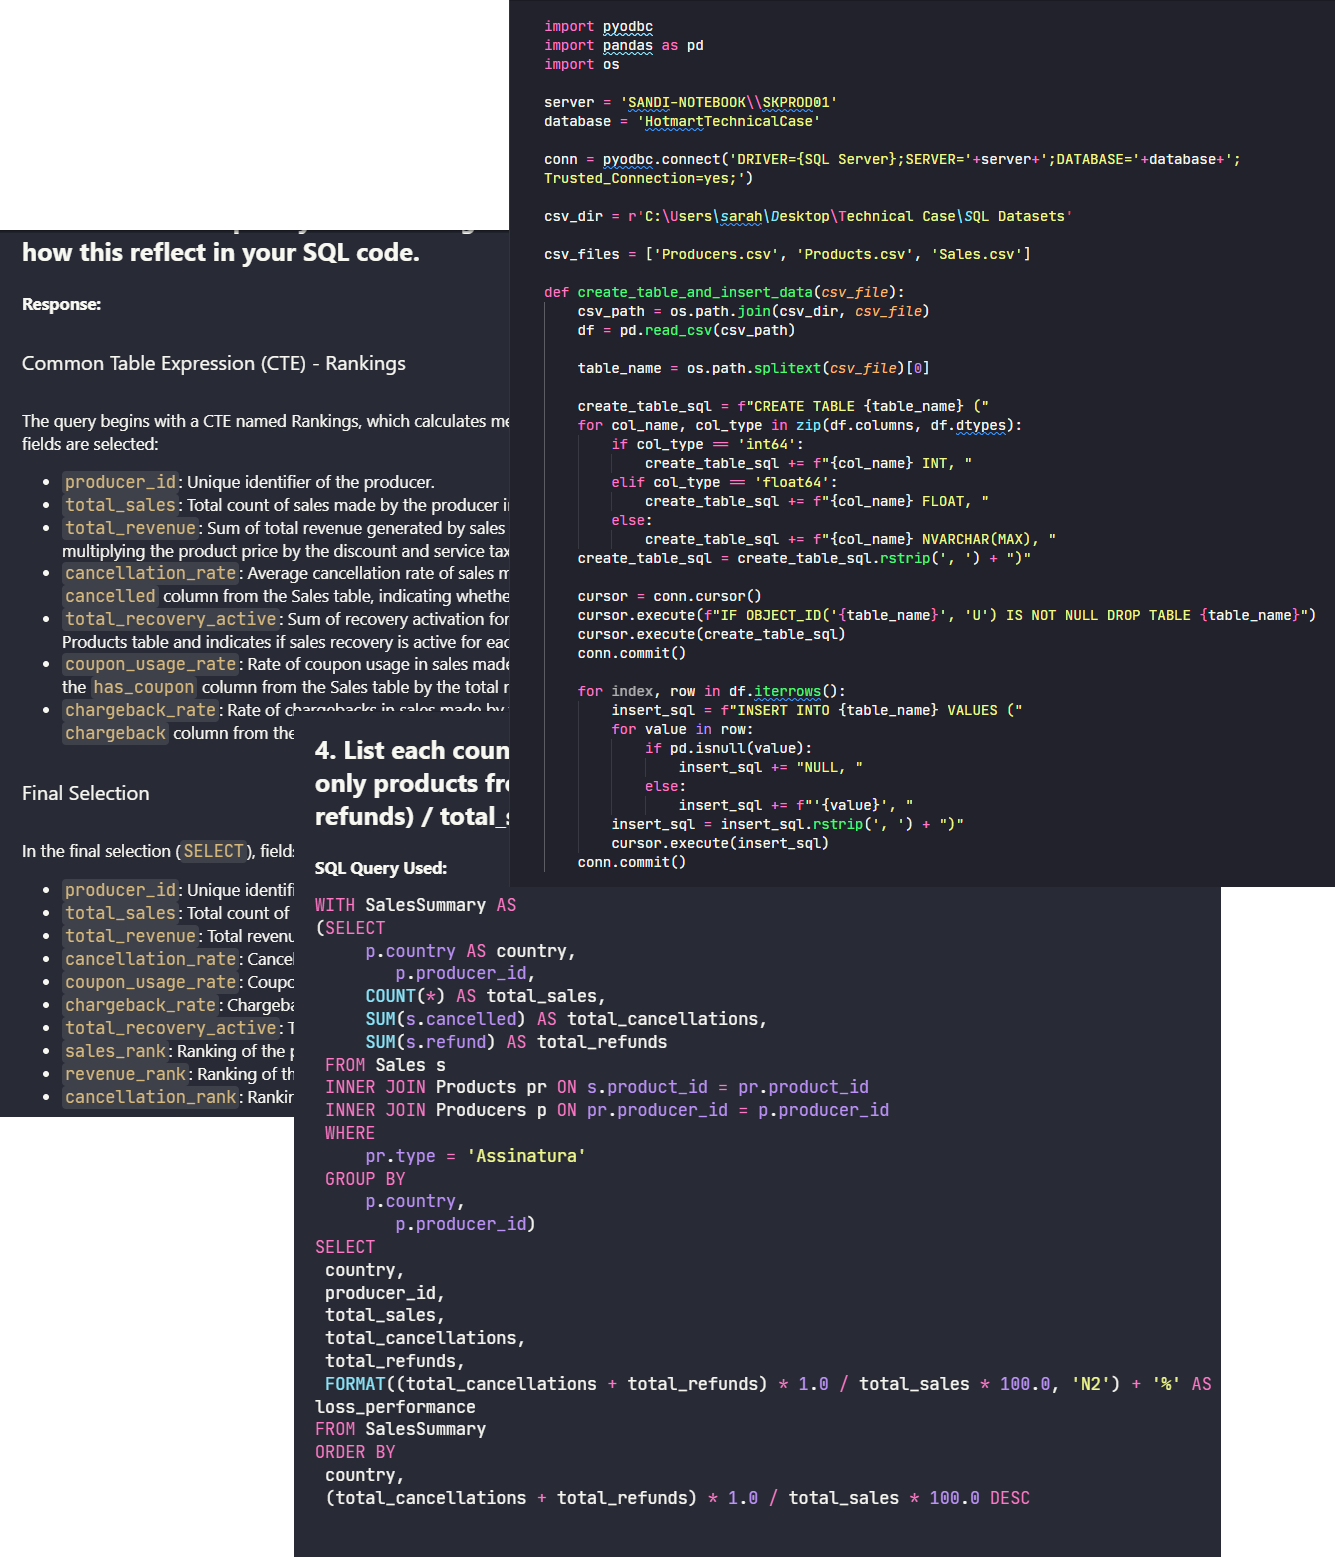 import pyodbc
import pandas as pd
import os
server = 'SANDI-NOTEBOOK\\SKPROD01'
database = 'HotmartTechnicalCase'
conn = pyodbc.connect('DRIVER={SQL Server};SERVER='+server+';DATABASE='+database+';
Trusted_Connection=yes;')
csv_dir = r'C:\Users\sarah\Desktop\Technical Case\SQL Datasets'
csv_files = ['Producers.csv', 'Products.csv', 'Sales.csv']
def create_table_and_insert_data(csv_file):
    csv_path = os.path.join(csv_dir, csv_file)
    df = pd.read_csv(csv_path)
    table_name = os.path.splitext(csv_file)[0]
    create_table_sql = f"CREATE TABLE {table_name} ("
    for col_name, col_type in zip(df.columns, df.dtypes):
        if col_type == 'int64':
            create_table_sql += f"{col_name} INT, "
        elif col_type == 'float64':
            create_table_sql += f"{col_name} FLOAT, "
        else:
            create_table_sql += f"{col_name} NVARCHAR(MAX), "
    create_table_sql = create_table_sql.rstrip(', ') + ")"
    cursor = conn.cursor()
    cursor.execute(f"IF OBJECT_ID('{table_name}', 'U') IS NOT NULL DROP TABLE {table_name}")
    cursor.execute(create_table_sql)
    conn.commit()
    for index, row in df.iterrows():
        insert_sql = f"INSERT INTO {table_name} VALUES ("
        for value in row:
            if pd.isnull(value):
                insert_sql += "NULL, "
            else:
                insert_sql += f"'{value}', "
        insert_sql = insert_sql.rstrip(', ') + ")"
        cursor.execute(insert_sql)
    conn.commit()
how this reflect in your SQL code.
Response:
Common Table Expression (CTE) - Rankings
The query begins with a CTE named Rankings, which calculates me
fields are selected:
• producer_id: Unique identifier of the producer.
• total_sales: Total count of sales made by the producer i
• total_revenue: Sum of total revenue generated by sales
multiplying the product price by the discount and service tax
• cancellation_rate: Average cancellation rate of sales m
cancelled column from the Sales table, indicating whethe
• total_recovery_active: Sum of recovery activation for
Products table and indicates if sales recovery is active for eac
• coupon_usage_rate: Rate of coupon usage in sales made
the has_coupon column from the Sales table by the total r
• chargeback_rate: Rate of chargebacks in sales made by
chargeback column from the
Final Selection
In the final selection (SELECT), fields
• producer_id: Unique identifi
• total_sales: Total count of
• total_revenue: Total revenu
• cancellation_rate: Cancel
• coupon_usage_rate: Coupo
• chargeback_rate: Chargeba
• total_recovery_active: T
• sales_rank: Ranking of the p
• revenue_rank: Ranking of th
• cancellation_rank: Rankin
4. List each coun
only products fro
refunds) / total_s
SQL Query Used:
WITH SalesSummary AS
(SELECT
     p.country AS country,
        p.producer_id,
     COUNT(*) AS total_sales,
     SUM(s.cancelled) AS total_cancellations,
     SUM(s.refund) AS total_refunds
 FROM Sales s
 INNER JOIN Products pr ON s.product_id = pr.product_id
 INNER JOIN Producers p ON pr.producer_id = p.producer_id
 WHERE
     pr.type = 'Assinatura'
 GROUP BY
     p.country,
        p.producer_id)
SELECT
 country,
 producer_id,
 total_sales,
 total_cancellations,
 total_refunds,
 FORMAT((total_cancellations + total_refunds) * 1.0 / total_sales * 100.0, 'N2') + '%' AS
loss_performance
FROM SalesSummary
ORDER BY
 country,
 (total_cancellations + total_refunds) * 1.0 / total_sales * 100.0 DESC